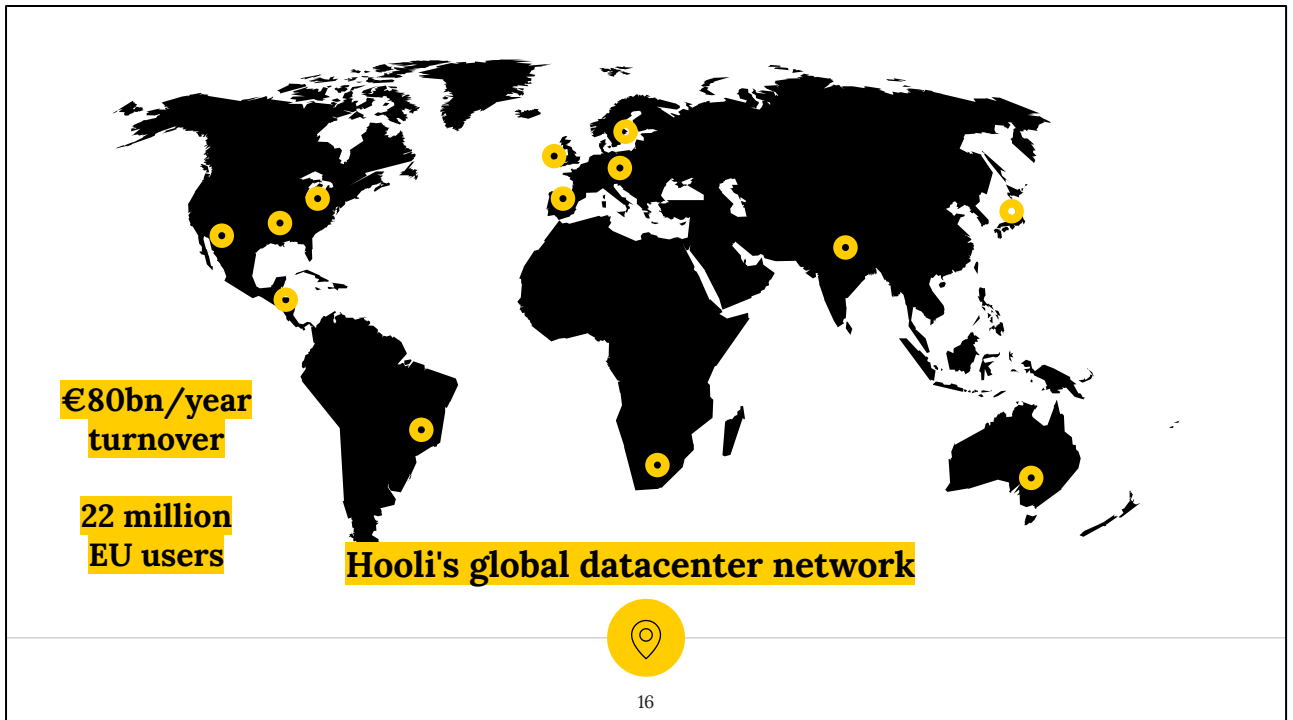 €80bn/year
turnover
22 million
EU users
Hooli's global datacenter network
16